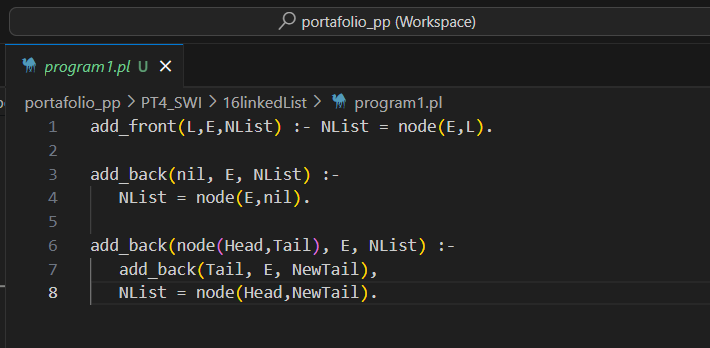 portafolio_pp (Workspace)
program1.pl U
portafolio_pp > PT4_SWI > 16linkedList > program1.pl
1 add_front(L,E,NList) :- NList = node(E,L).
2
3 add_back(nil, E, NList) :-
4 NList = node(E,nil).
5
6 add_back(node(Head,Tail), E, NList) :-
7 add_back(Tail, E, NewTail),
8 NList = node(Head,NewTail).